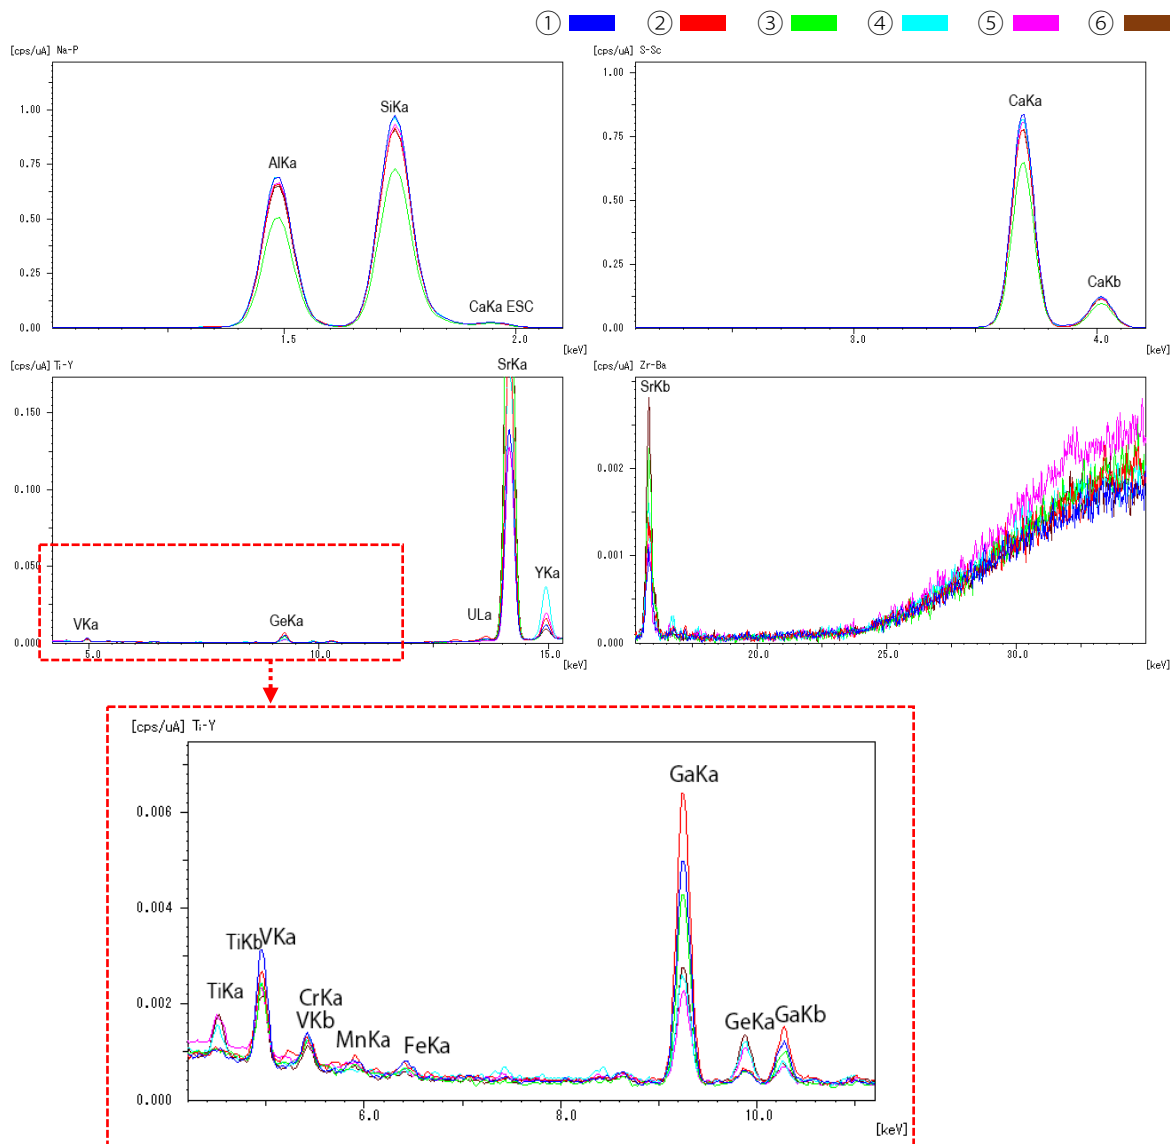 ① ② ③ ④ ⑤ ⑥
[cps/uA] Na-P
1.00
0.75
0.50
0.25
0.00
AlKa
SiKa
CaKa ESC
1.5
2.0
[keV]
[cps/uA] S-Sc
1.00
0.75
0.50
0.25
0.00
CaKa
CaKb
3.0
4.0
[keV]
[cps/uA] Ti-Y
SrKa
0.150
0.100
0.050
0.000
VKa
GeKa
ULa
YKa
5.0
10.0
15.0
[keV]
[cps/uA] Zr-Ba
SrKb
0.002
0.001
0.000
20.0
25.0
30.0
[keV]
[cps/uA] Ti-Y
0.006
0.004
0.002
0.000
TiKa
TiKb VKa
CrKa
VKb
MnKa
FeKa
GaKa
GeKa
GaKb
6.0
8.0
10.0
[keV]